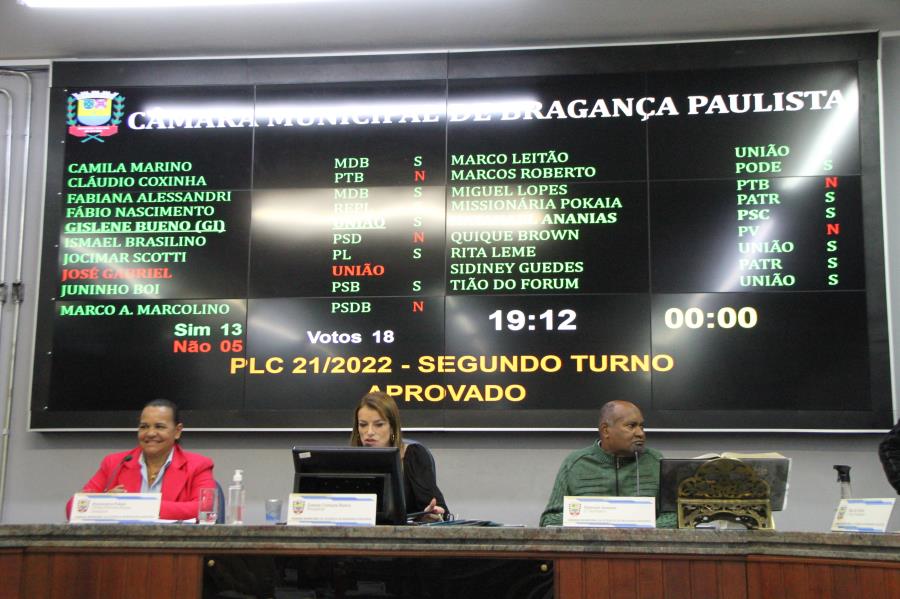 CÂMARA MUNICIPAL DE BRAGANÇA PAULISTA
CAMILA MARINO MDB S
CLÁUDIO COXINHA PTB N
FABIANA ALESSANDRI MDB S
FÁBIO NASCIMENTO REPL
GISLENE BUENO (GI) UNIÃO S
ISMAEL BRASILINO PSD N
JOCIMAR SCOTTI PL S
JOSÉ GABRIEL UNIÃO
JUNINHO BOI PSB S
MARCO A. MARCOLINO PSDB N
MARCO LEITÃO UNIÃO
MARCOS ROBERTO PODE S
MIGUEL LOPES PTB N
MISSIONÁRIA POKAIA PATR S
ANANIAS PSC S
QUIQUE BROWN PV N
RITA LEME UNIÃO S
SIDINEY GUEDES PATR S
TIÃO DO FORUM UNIÃO S
Sim 13
Não 05
Votos 18
19:12
00:00
PLC 21/2022 - SEGUNDO TURNO
APROVADO